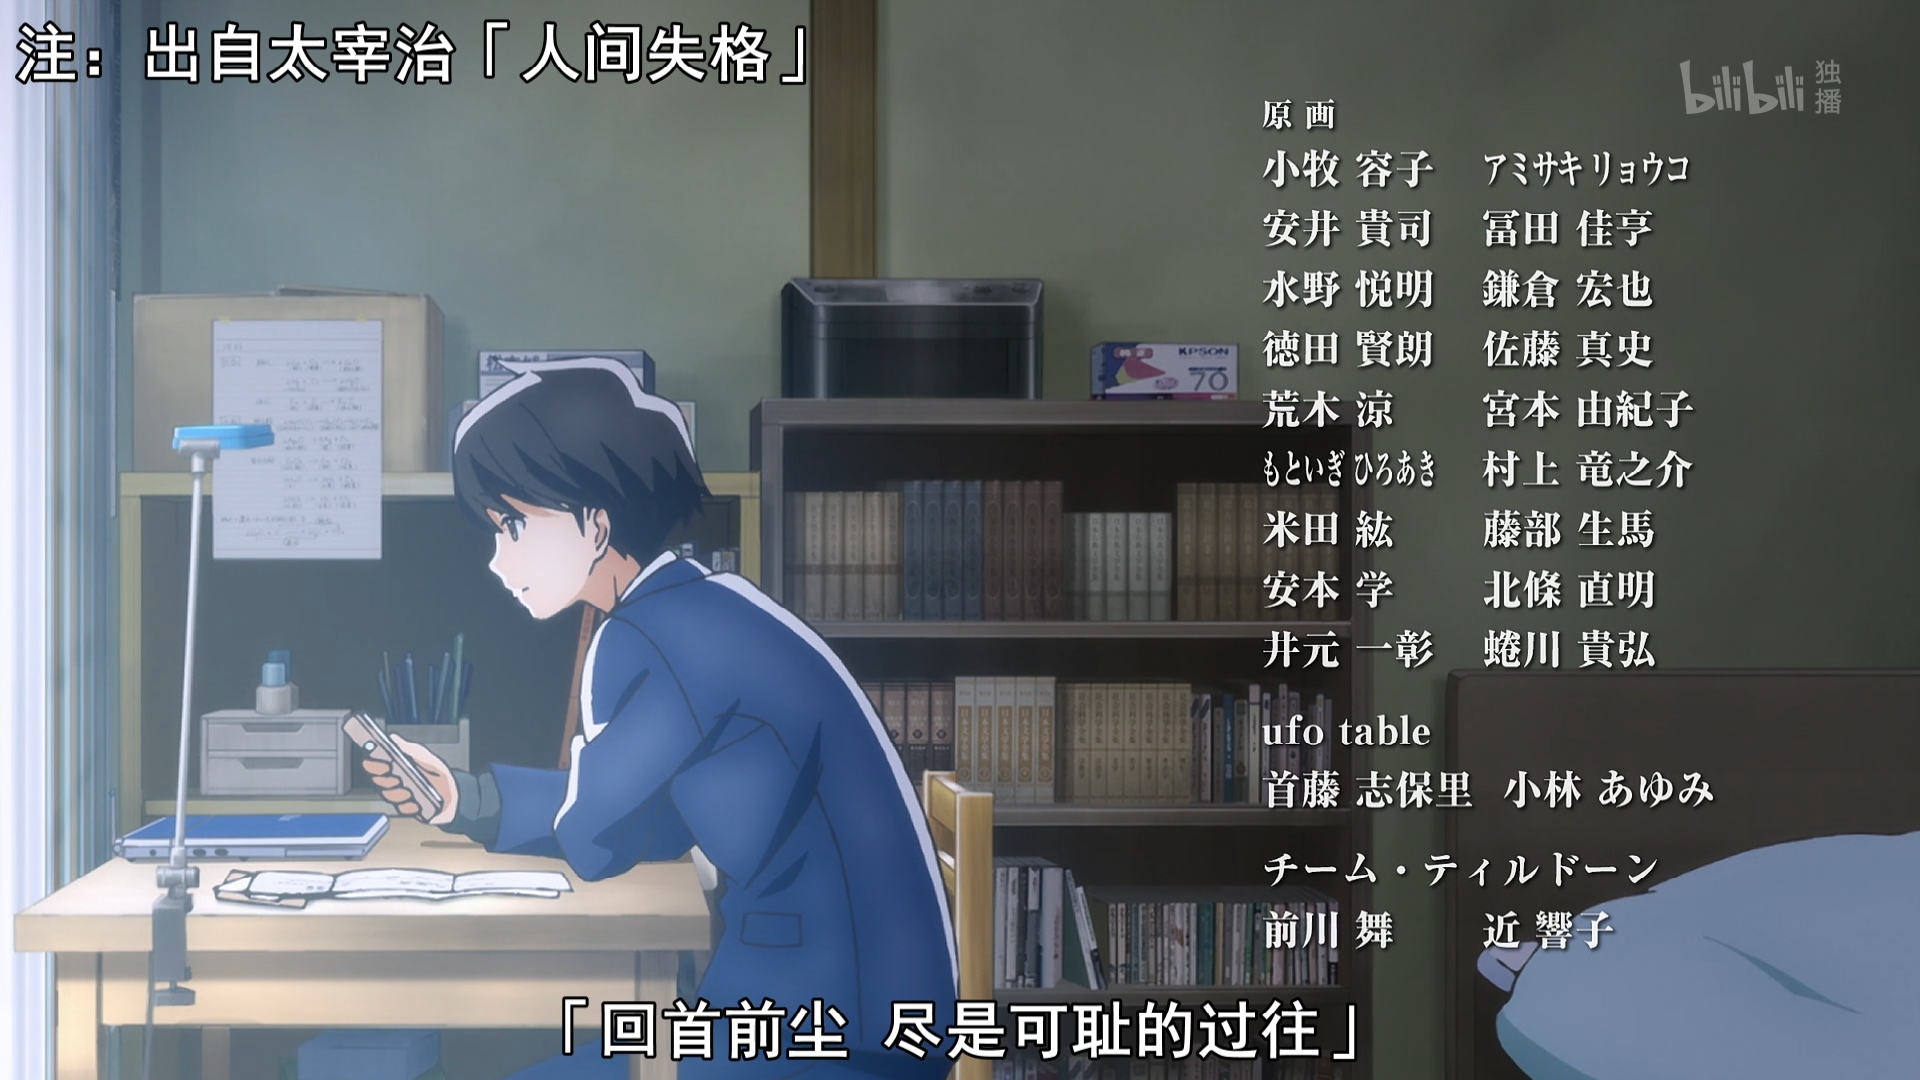 注：出自太宰治「人间失格」
bilibili 独播
原画
小牧 容子 アミサキ リョウコ
安井 貴司 冨田 佳亨
水野 悦明 鎌倉 宏也
徳田 賢朗 佐藤 真史
荒木 涼 宮本 由紀子
もといぎ ひろあき 村上 竜之介
米田 紘 藤部 生馬
安本 学 北條 直明
井元 一彰 蜷川 貴弘
KPSON
70
ufo table
首藤 志保里 小林 あゆみ
チーム・ティルドーン
前川 舞 近 響子
「回首前尘 尽是可耻的过往」